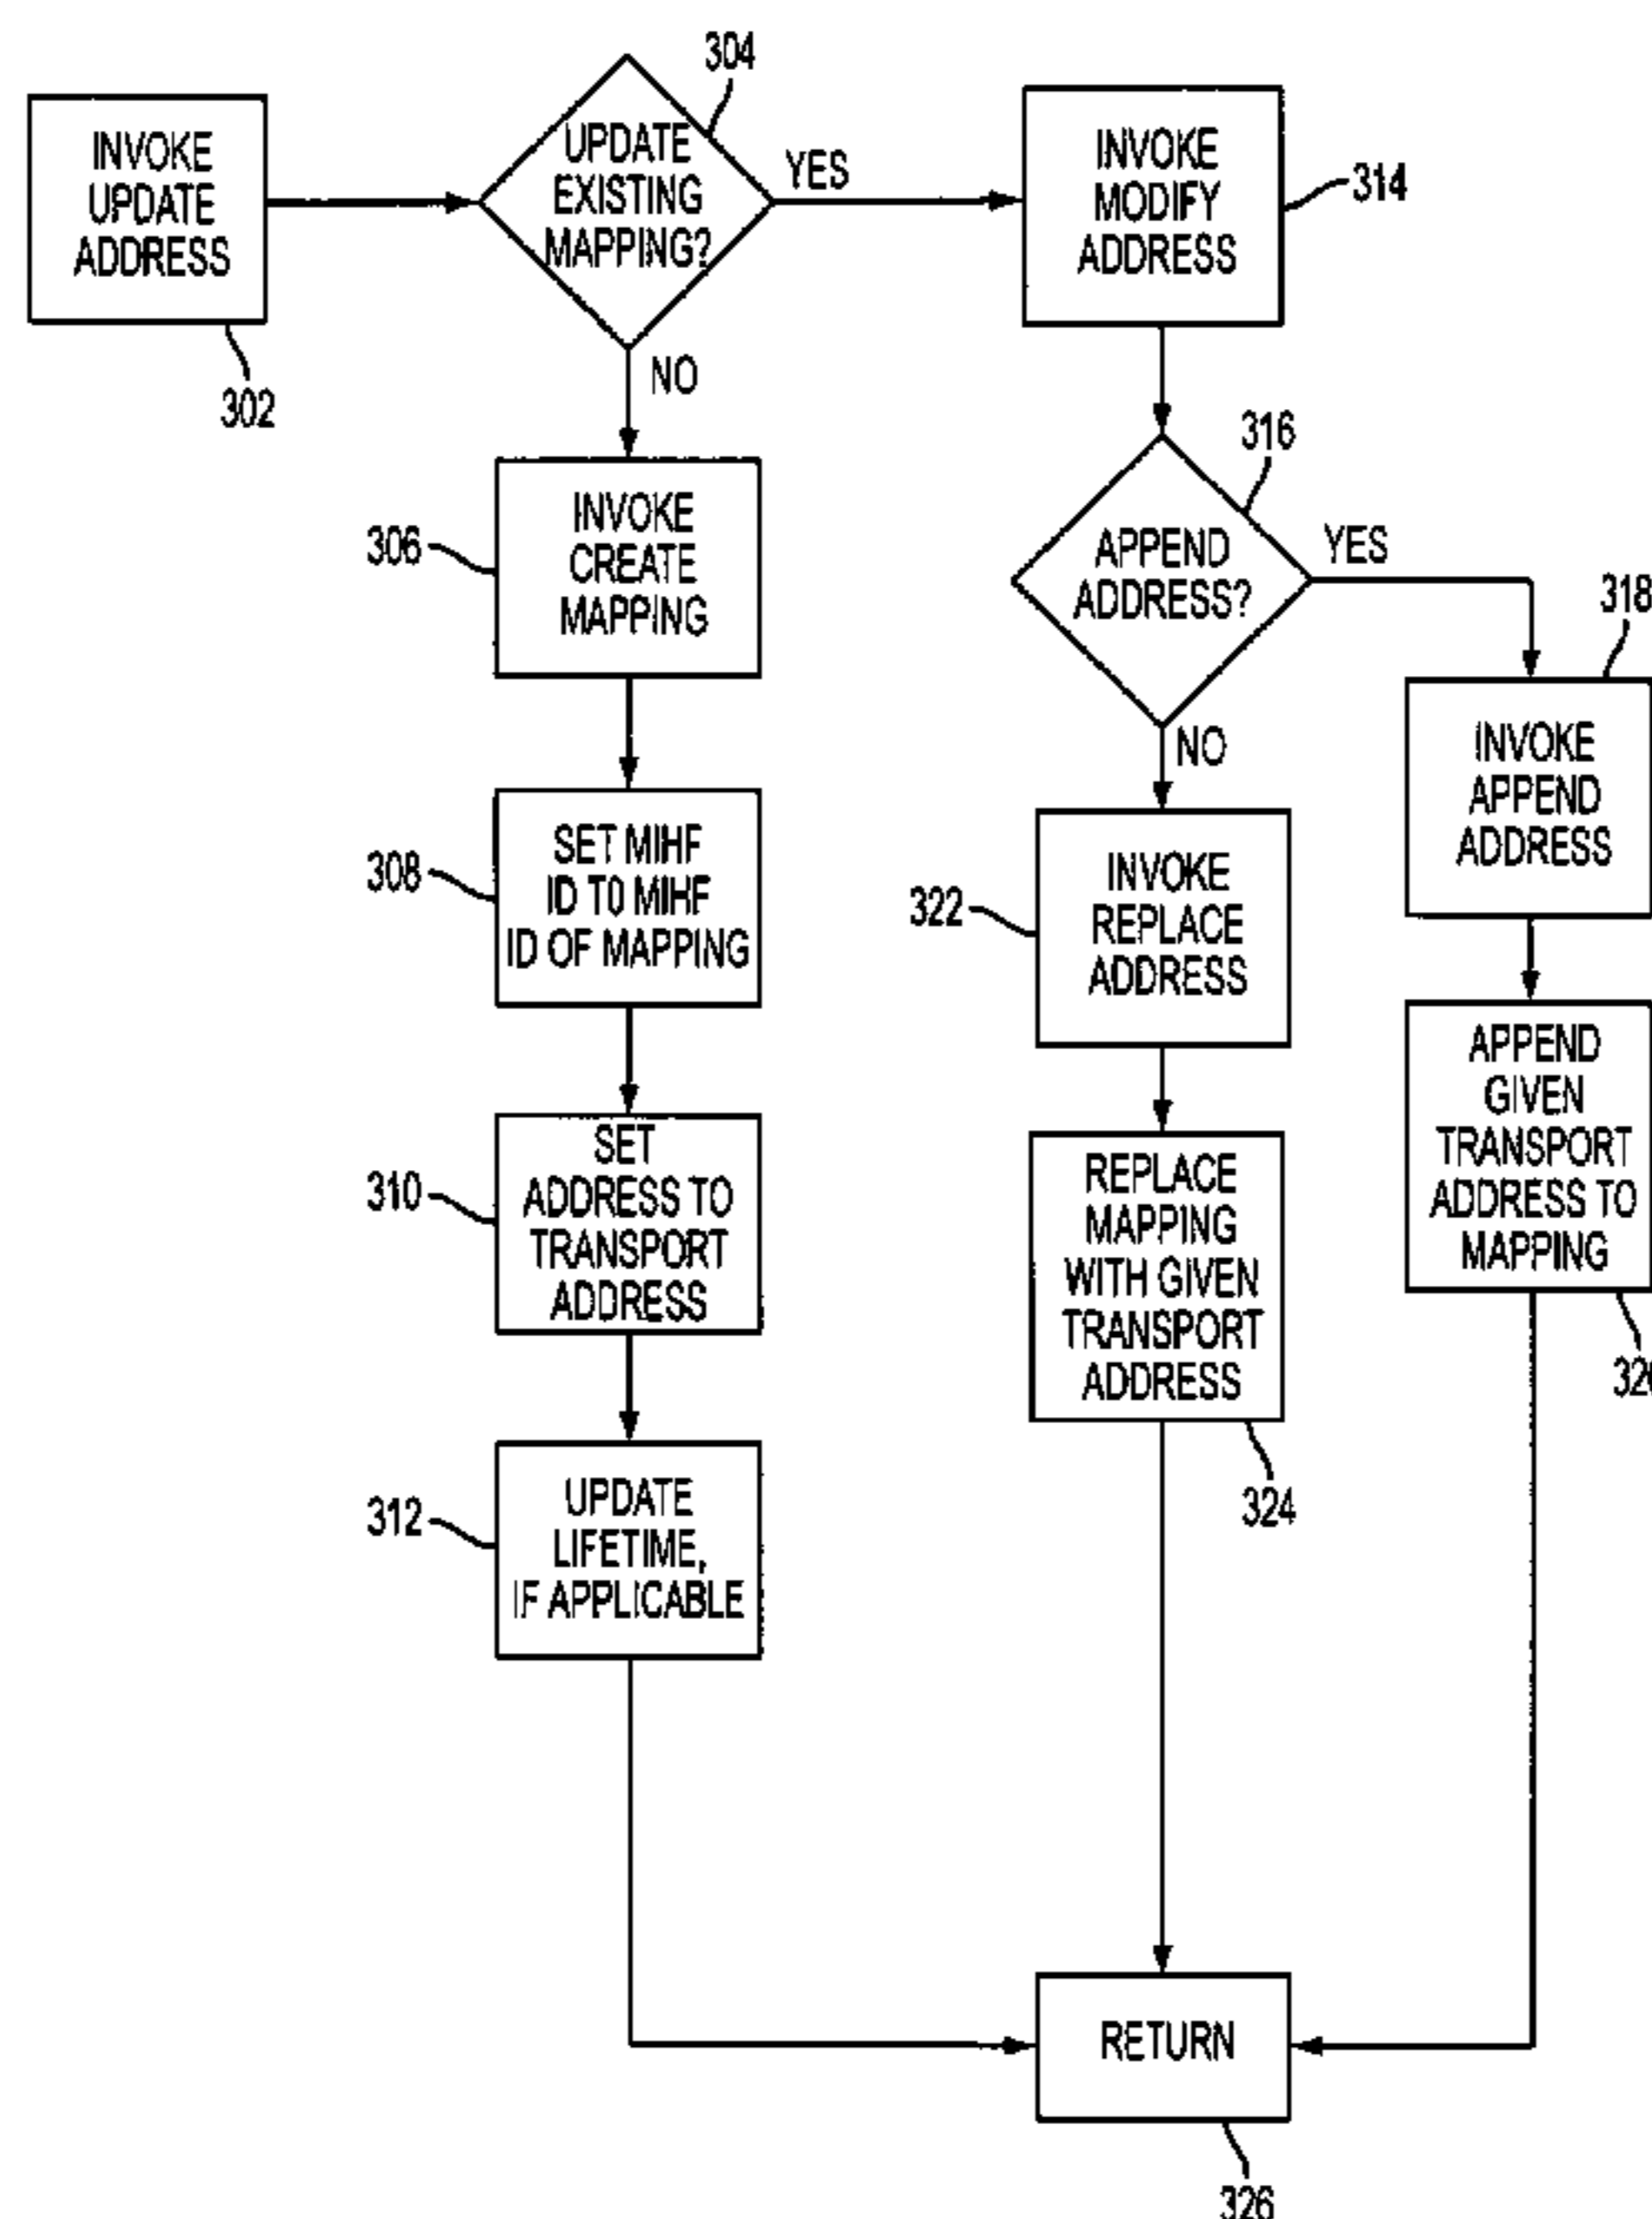 304
INVOKE
UPDATE
ADDRESS
302
UPDATE
EXISTING
MAPPING?
YES
NO
INVOKE
MODIFY
ADDRESS
314
306
INVOKE
CREATE
MAPPING
316
APPEND
ADDRESS?
YES
NO
318
INVOKE
APPEND
ADDRESS
308
SET MIHF
ID TO MIHF
ID OF MAPPING
322
INVOKE
REPLACE
ADDRESS
APPEND
GIVEN
TRANSPORT
ADDRESS TO
MAPPING
310
SET
ADDRESS TO
TRANSPORT
ADDRESS
REPLACE
MAPPING
WITH GIVEN
TRANSPORT
ADDRESS
324
312
UPDATE
LIFETIME,
IF APPLICABLE
RETURN
326